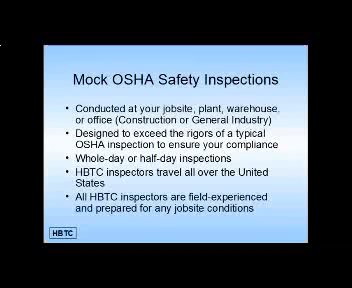 Mock OSHA Safety Inspections
• Conducted at your jobsite, plant, warehouse,
or office (Construction or General Industry)
• Designed to exceed the rigors of a typical
OSHA inspection to ensure your compliance
• Whole-day or half-day inspections
• HBTC inspectors travel all over the United
States
• All HBTC inspectors are field-experienced
and prepared for any jobsite conditions
HBTC